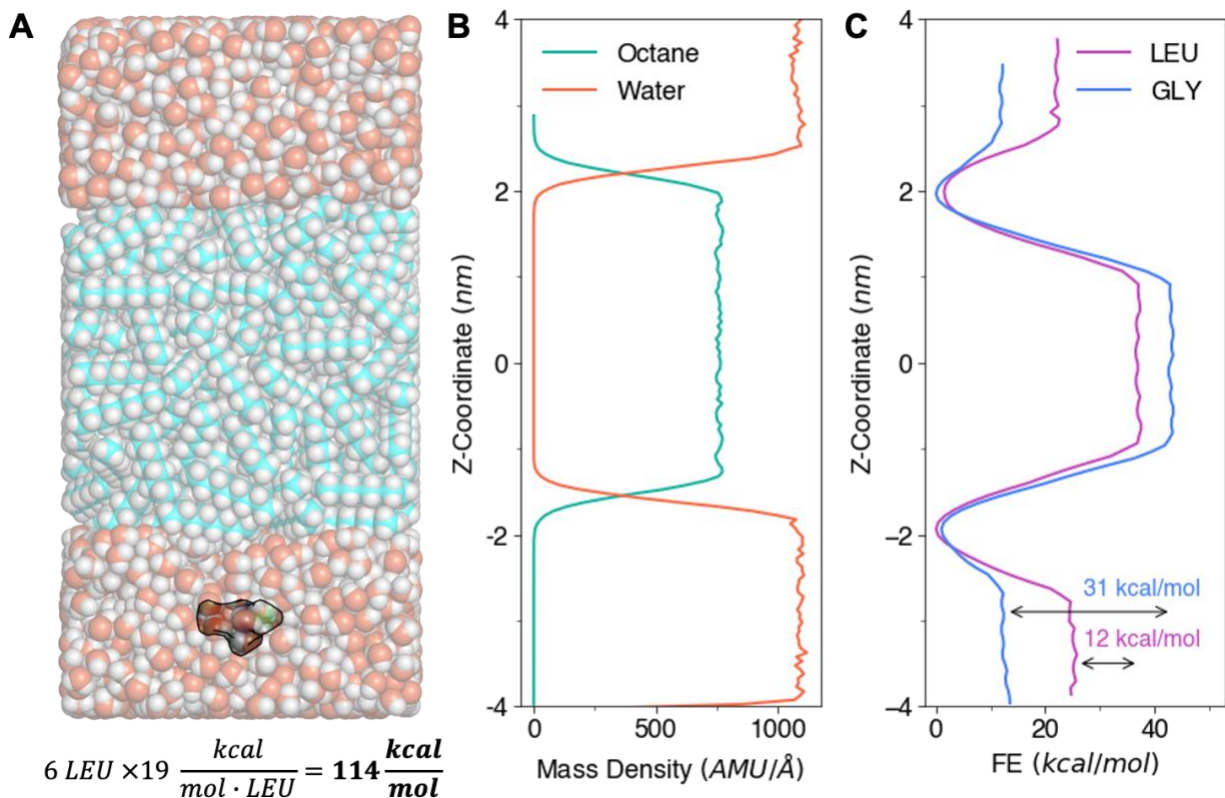 A
B
C
Octane
Water
LEU
GLY
4
2
0
−2
-4
Z-Coordinate (nm)
0
500
1000
Mass Density (AMU/Å)
4
2
0
−2
−4
Z-Coordinate (nm)
31 kcal/mol
12 kcal/mol
0
20
40
FE (kcal/mol)
6 LEU ×19 kcal/mol · LEU = 114 kcal/mol